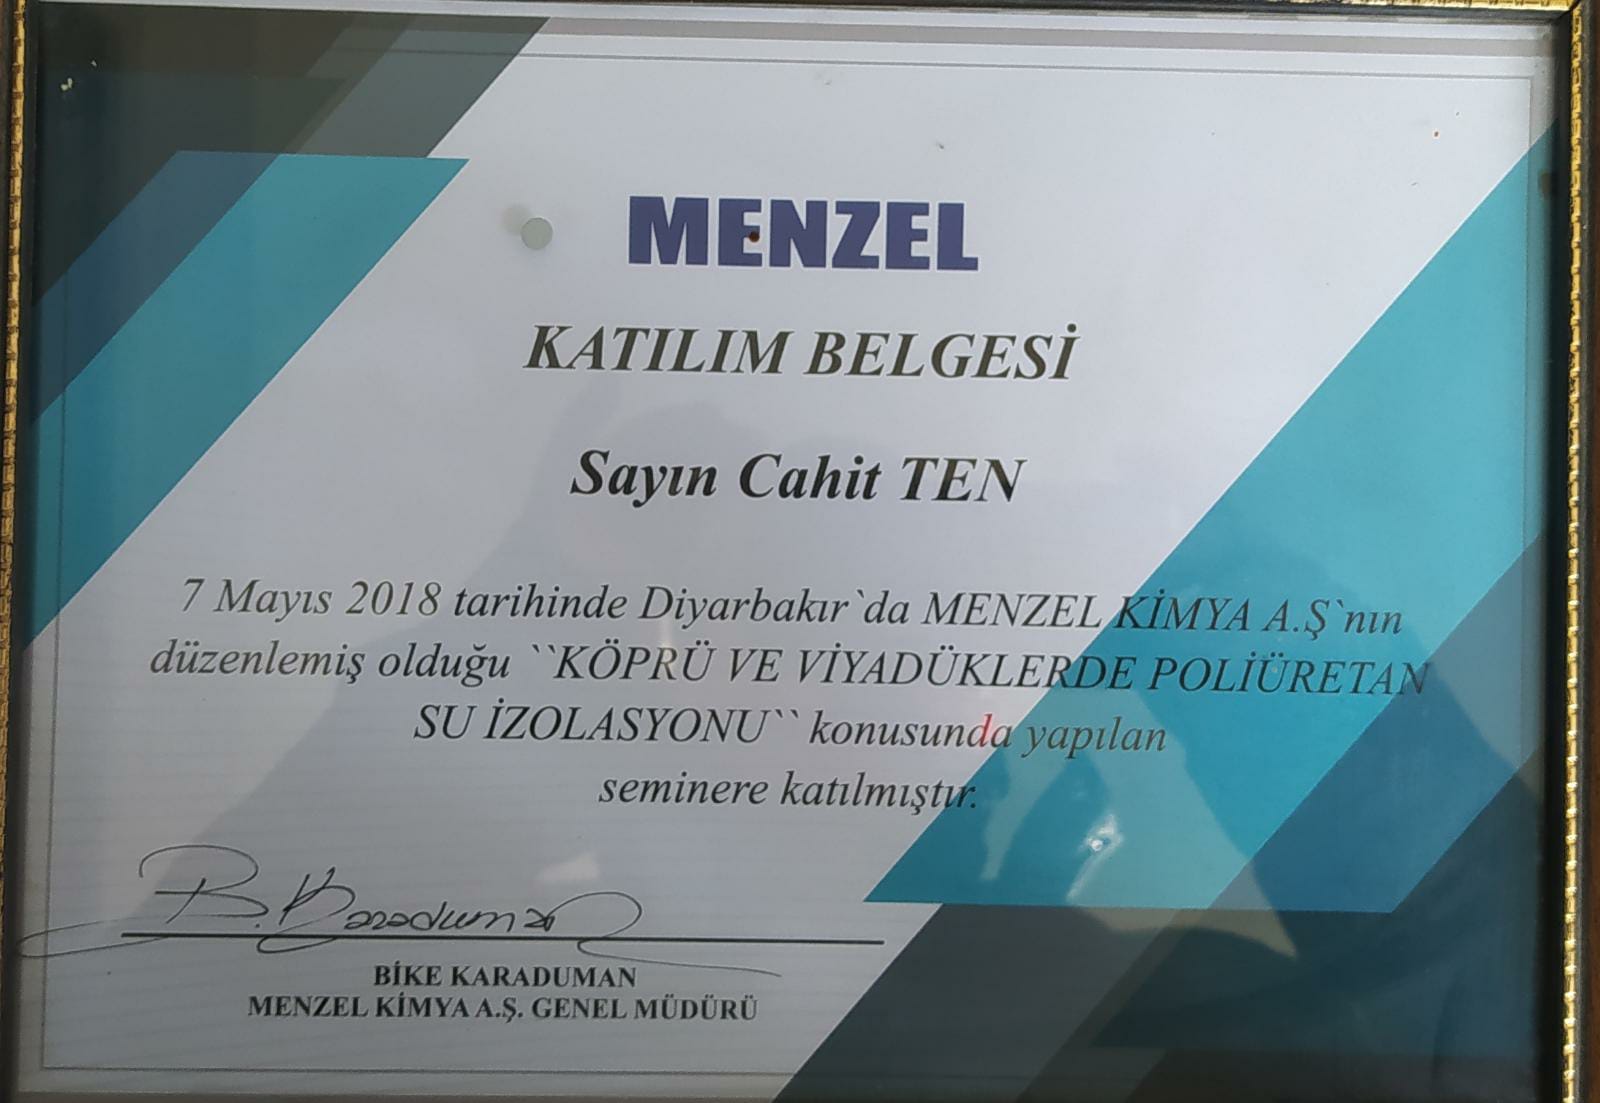 MENZEL
KATILIM BELGESİ
Sayın Cahit TEN
7 Mayıs 2018 tarihinde Diyarbakır`da MENZEL KİMYA A.Ş`nın
düzenlemiş olduğu ``KÖPRÜ VE VİYADÜKLERDE POLİÜRETAN
SU İZOLASYONU`` konusunda yapılan
seminere katılmıştır.
B. Karaduman
BİKE KARADUMAN
MENZEL KİMYA A.Ş. GENEL MÜDÜRÜ